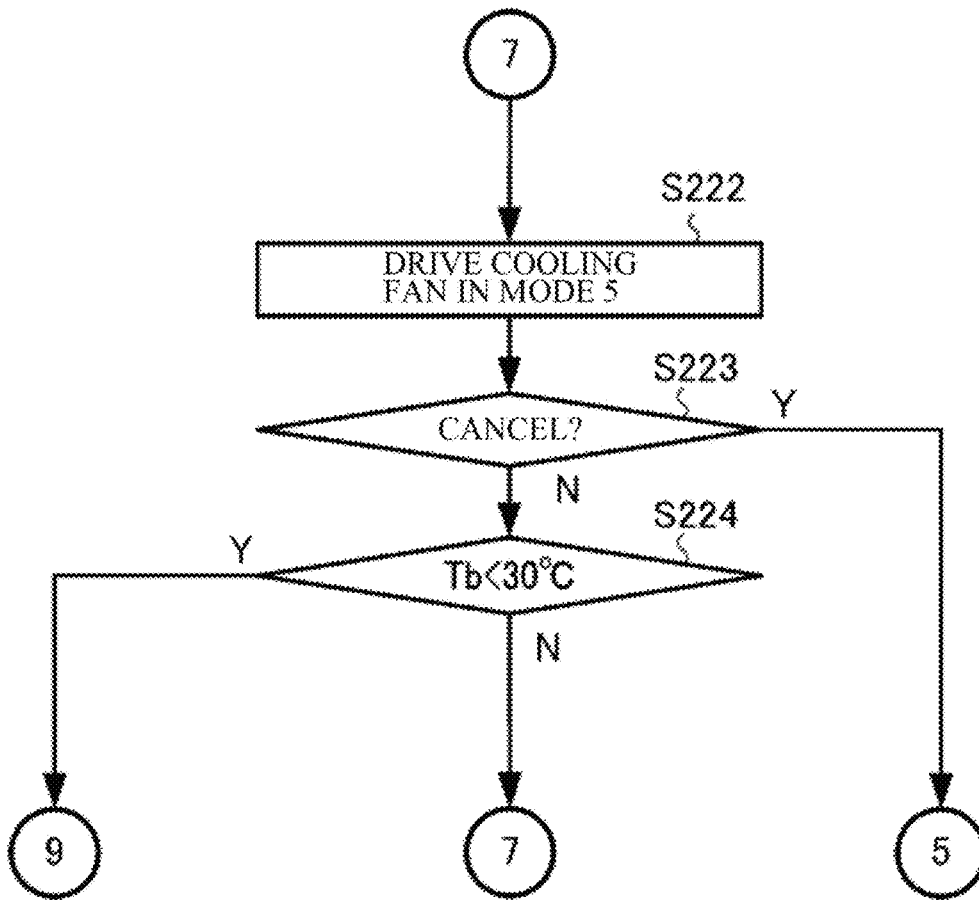 7
S222
DRIVE COOLING
FAN IN MODE 5
S223
Y
CANCEL?
N
S224
Y
Tb<30°C
N
9
7
5